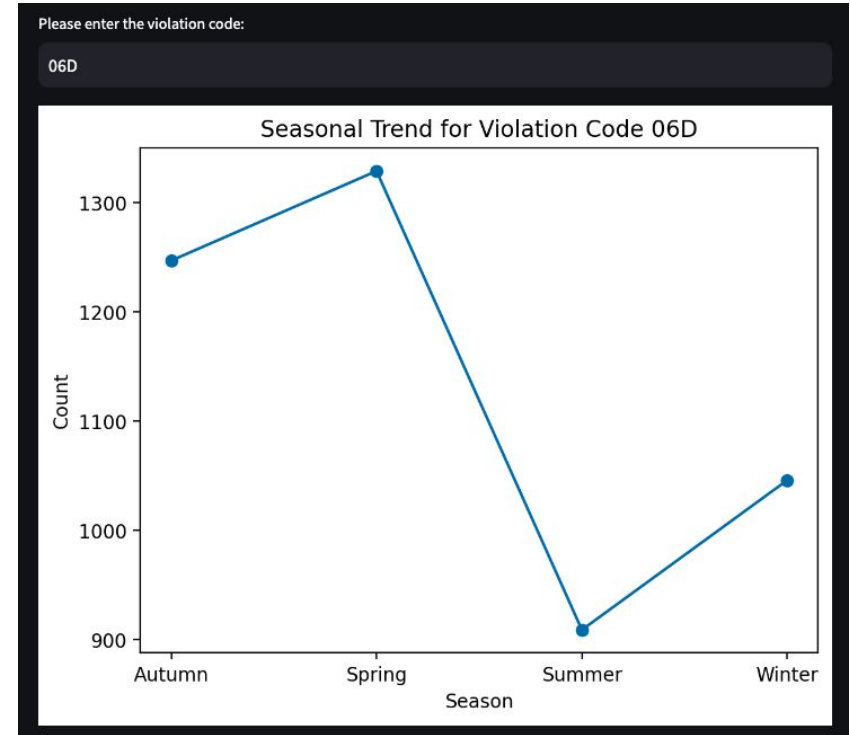 Please enter the violation code:
06D
Seasonal Trend for Violation Code 06D
1300
1200
1100
1000
900
Count
Autumn Spring Summer Winter
Season